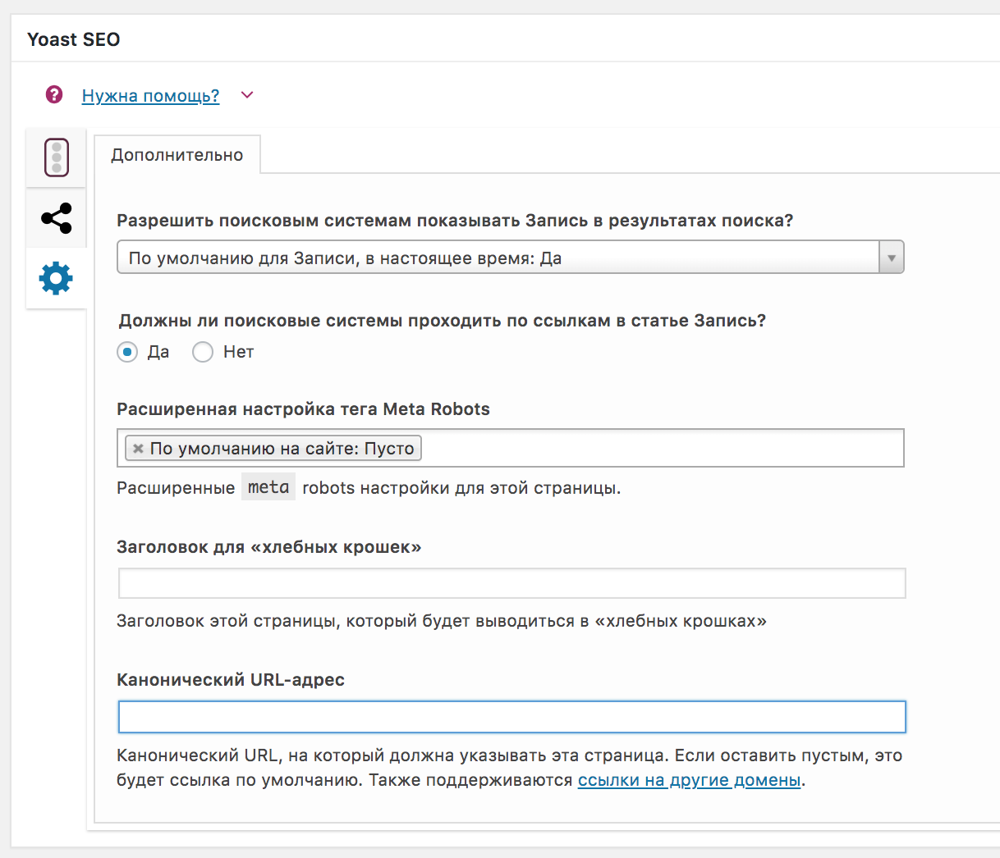 Yoast SEO
Нужна помощь?
Дополнительно
Разрешить поисковым системам показывать Запись в результатах поиска?
По умолчанию для Записи, в настоящее время: Да
Должны ли поисковые системы проходить по ссылкам в статье Запись?
Да Нет
Расширенная настройка тега Meta Robots
По умолчанию на сайте: Пусто
Расширенные meta robots настройки для этой страницы.
Заголовок для «хлебных крошек»
Заголовок этой страницы, который будет выводиться в «хлебных крошках»
Канонический URL-адрес
Канонический URL, на который должна указывать эта страница. Если оставить пустым, это
будет ссылка по умолчанию. Также поддерживаются ссылки на другие домены.